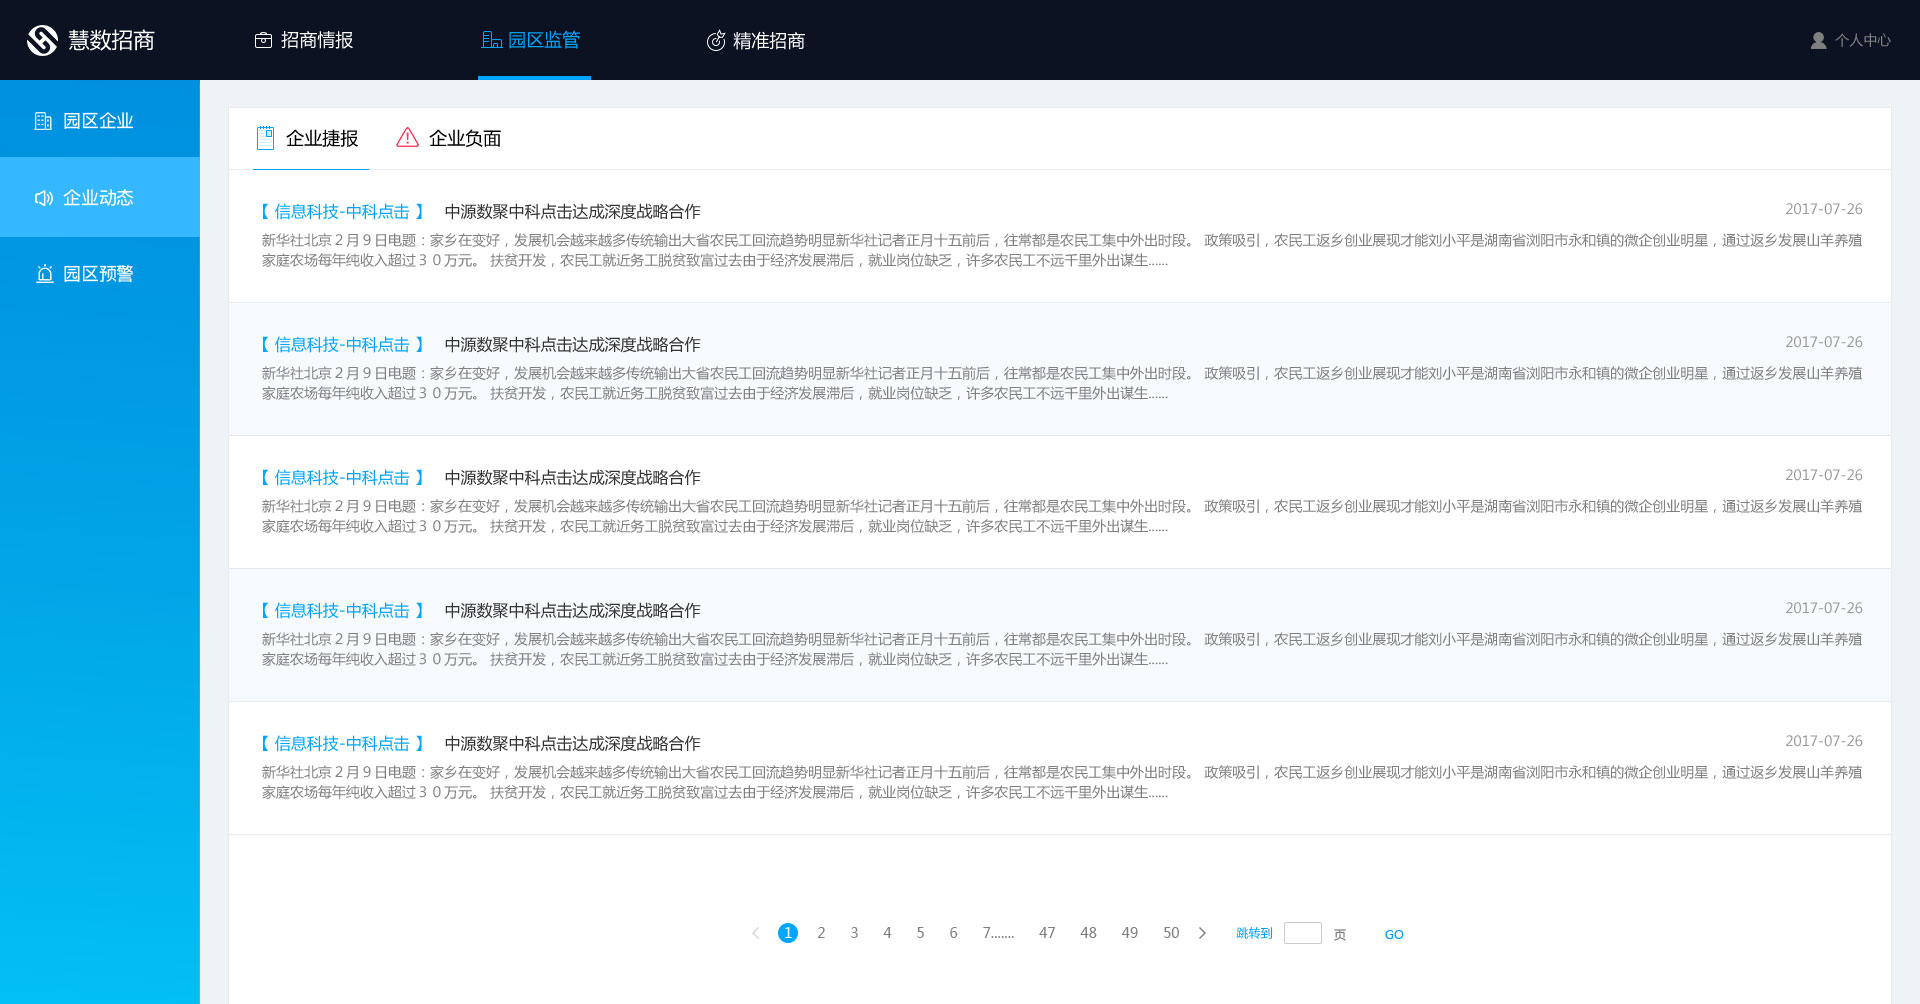 慧数招商
招商情报
园区监管
精准招商
个人中心
园区企业
企业动态
园区预警
企业捷报
企业负面
【 信息科技-中科点击 】 中源数聚中科点击达成深度战略合作
2017-07-26
新华社北京２月９日电题：家乡在变好，发展机会越来越多传统输出大省农民工回流趋势明显新华社记者正月十五前后，往常都是农民工集中外出时段。 政策吸引，农民工返乡创业展现才能刘小平是湖南省浏阳市永和镇的微企创业明星，通过返乡发展山羊养殖
家庭农场每年纯收入超过３０万元。 扶贫开发，农民工就近务工脱贫致富过去由于经济发展滞后，就业岗位缺乏，许多农民工不远千里外出谋生......
【 信息科技-中科点击 】 中源数聚中科点击达成深度战略合作
2017-07-26
新华社北京２月９日电题：家乡在变好，发展机会越来越多传统输出大省农民工回流趋势明显新华社记者正月十五前后，往常都是农民工集中外出时段。 政策吸引，农民工返乡创业展现才能刘小平是湖南省浏阳市永和镇的微企创业明星，通过返乡发展山羊养殖
家庭农场每年纯收入超过３０万元。 扶贫开发，农民工就近务工脱贫致富过去由于经济发展滞后，就业岗位缺乏，许多农民工不远千里外出谋生......
【 信息科技-中科点击 】 中源数聚中科点击达成深度战略合作
2017-07-26
新华社北京２月９日电题：家乡在变好，发展机会越来越多传统输出大省农民工回流趋势明显新华社记者正月十五前后，往常都是农民工集中外出时段。 政策吸引，农民工返乡创业展现才能刘小平是湖南省浏阳市永和镇的微企创业明星，通过返乡发展山羊养殖
家庭农场每年纯收入超过３０万元。 扶贫开发，农民工就近务工脱贫致富过去由于经济发展滞后，就业岗位缺乏，许多农民工不远千里外出谋生......
【 信息科技-中科点击 】 中源数聚中科点击达成深度战略合作
2017-07-26
新华社北京２月９日电题：家乡在变好，发展机会越来越多传统输出大省农民工回流趋势明显新华社记者正月十五前后，往常都是农民工集中外出时段。 政策吸引，农民工返乡创业展现才能刘小平是湖南省浏阳市永和镇的微企创业明星，通过返乡发展山羊养殖
家庭农场每年纯收入超过３０万元。 扶贫开发，农民工就近务工脱贫致富过去由于经济发展滞后，就业岗位缺乏，许多农民工不远千里外出谋生......
【 信息科技-中科点击 】 中源数聚中科点击达成深度战略合作
2017-07-26
新华社北京２月９日电题：家乡在变好，发展机会越来越多传统输出大省农民工回流趋势明显新华社记者正月十五前后，往常都是农民工集中外出时段。 政策吸引，农民工返乡创业展现才能刘小平是湖南省浏阳市永和镇的微企创业明星，通过返乡发展山羊养殖
家庭农场每年纯收入超过３０万元。 扶贫开发，农民工就近务工脱贫致富过去由于经济发展滞后，就业岗位缺乏，许多农民工不远千里外出谋生......
1 2 3 4 5 6 7....... 47 48 49 50 跳转到 页 GO